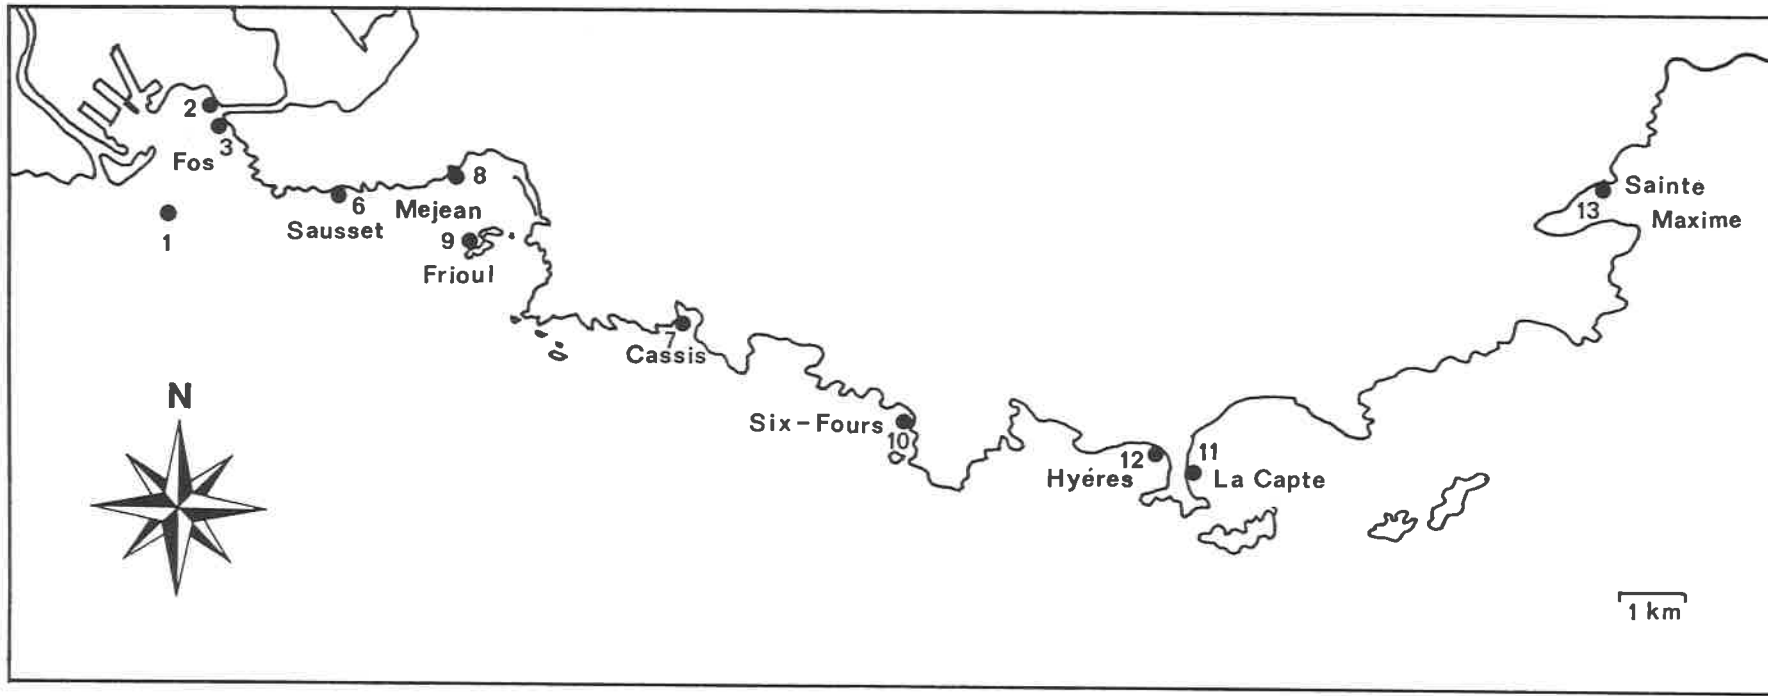 2
3
Fos
1
6
Sausset
8
Mejean
9
Frioul
7
Cassis
Six-Fours
10
12
Hyéres
11
La Capte
13
Sainte
Maxime
N
1 km